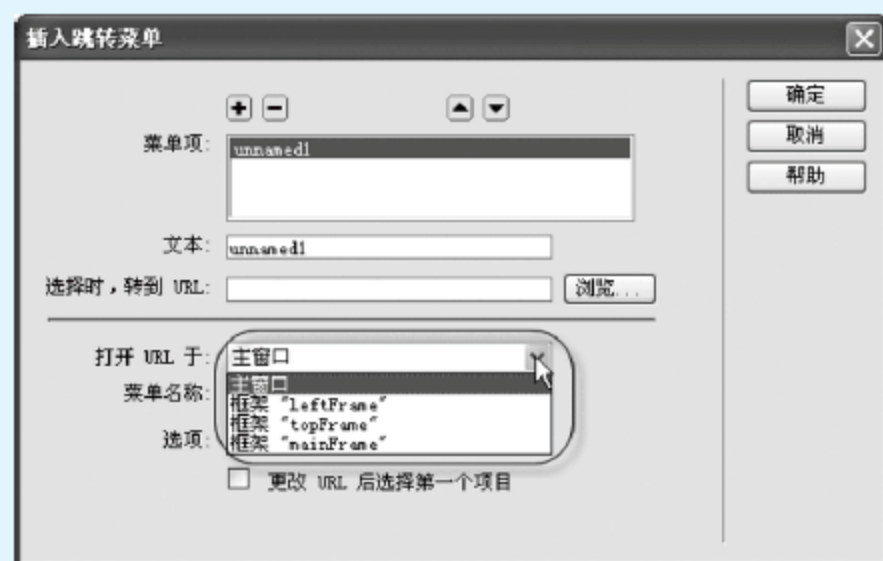 插入跳转菜单
确定
取消
帮助
菜单项: unnamed1
文本: unnamed1
选择时，转到 URL: 浏览...
打开 URL 于: 主窗口
主窗口
菜单名称: 框架 "leftFrame"
框架 "topFrame"
选项: 框架 "mainFrame"
更改 URL 后选择第一个项目